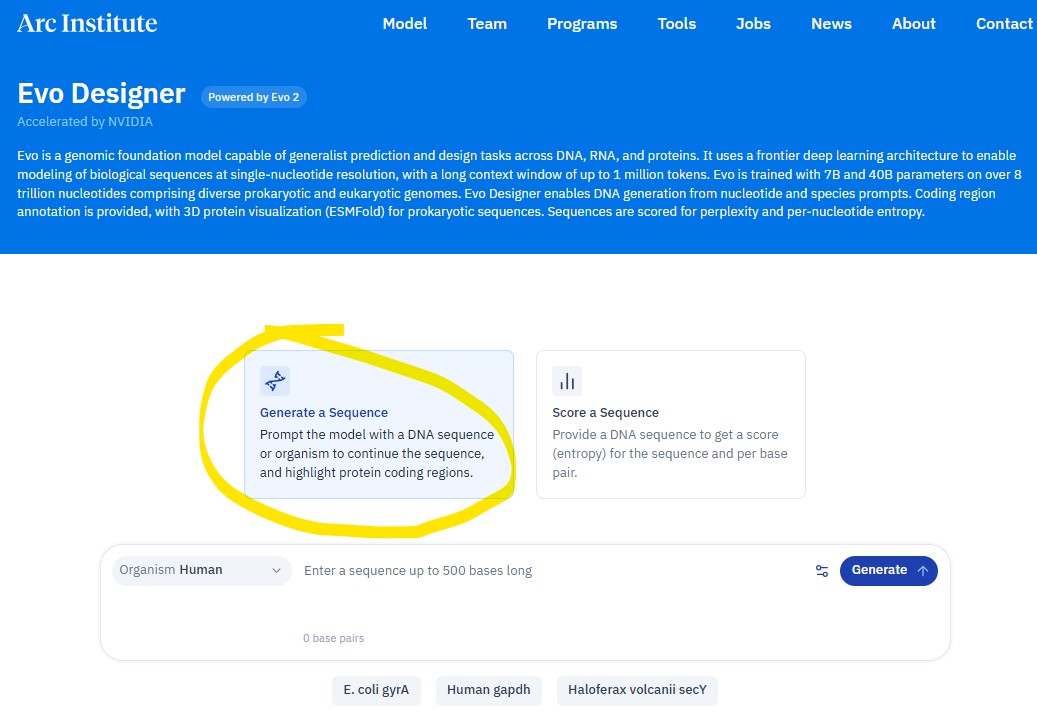 Arc Institute
Model Team Programs Tools Jobs News About Contact
Evo Designer Powered by Evo 2
Accelerated by NVIDIA
Evo is a genomic foundation model capable of generalist prediction and design tasks across DNA, RNA, and proteins. It uses a frontier deep learning architecture to enable
modeling of biological sequences at single-nucleotide resolution, with a long context window of up to 1 million tokens. Evo is trained with 7B and 40B parameters on over 8
trillion nucleotides comprising diverse prokaryotic and eukaryotic genomes. Evo Designer enables DNA generation from nucleotide and species prompts. Coding region
annotation is provided, with 3D protein visualization (ESMFold) for prokaryotic sequences. Sequences are scored for perplexity and per-nucleotide entropy.
Generate a Sequence
Prompt the model with a DNA sequence
or organism to continue the sequence,
and highlight protein coding regions.
Score a Sequence
Provide a DNA sequence to get a score
(entropy) for the sequence and per base
pair.
Organism Human Enter a sequence up to 500 bases long Generate
0 base pairs
E. coli gyrA Human gapdh Haloferax volcanii secY